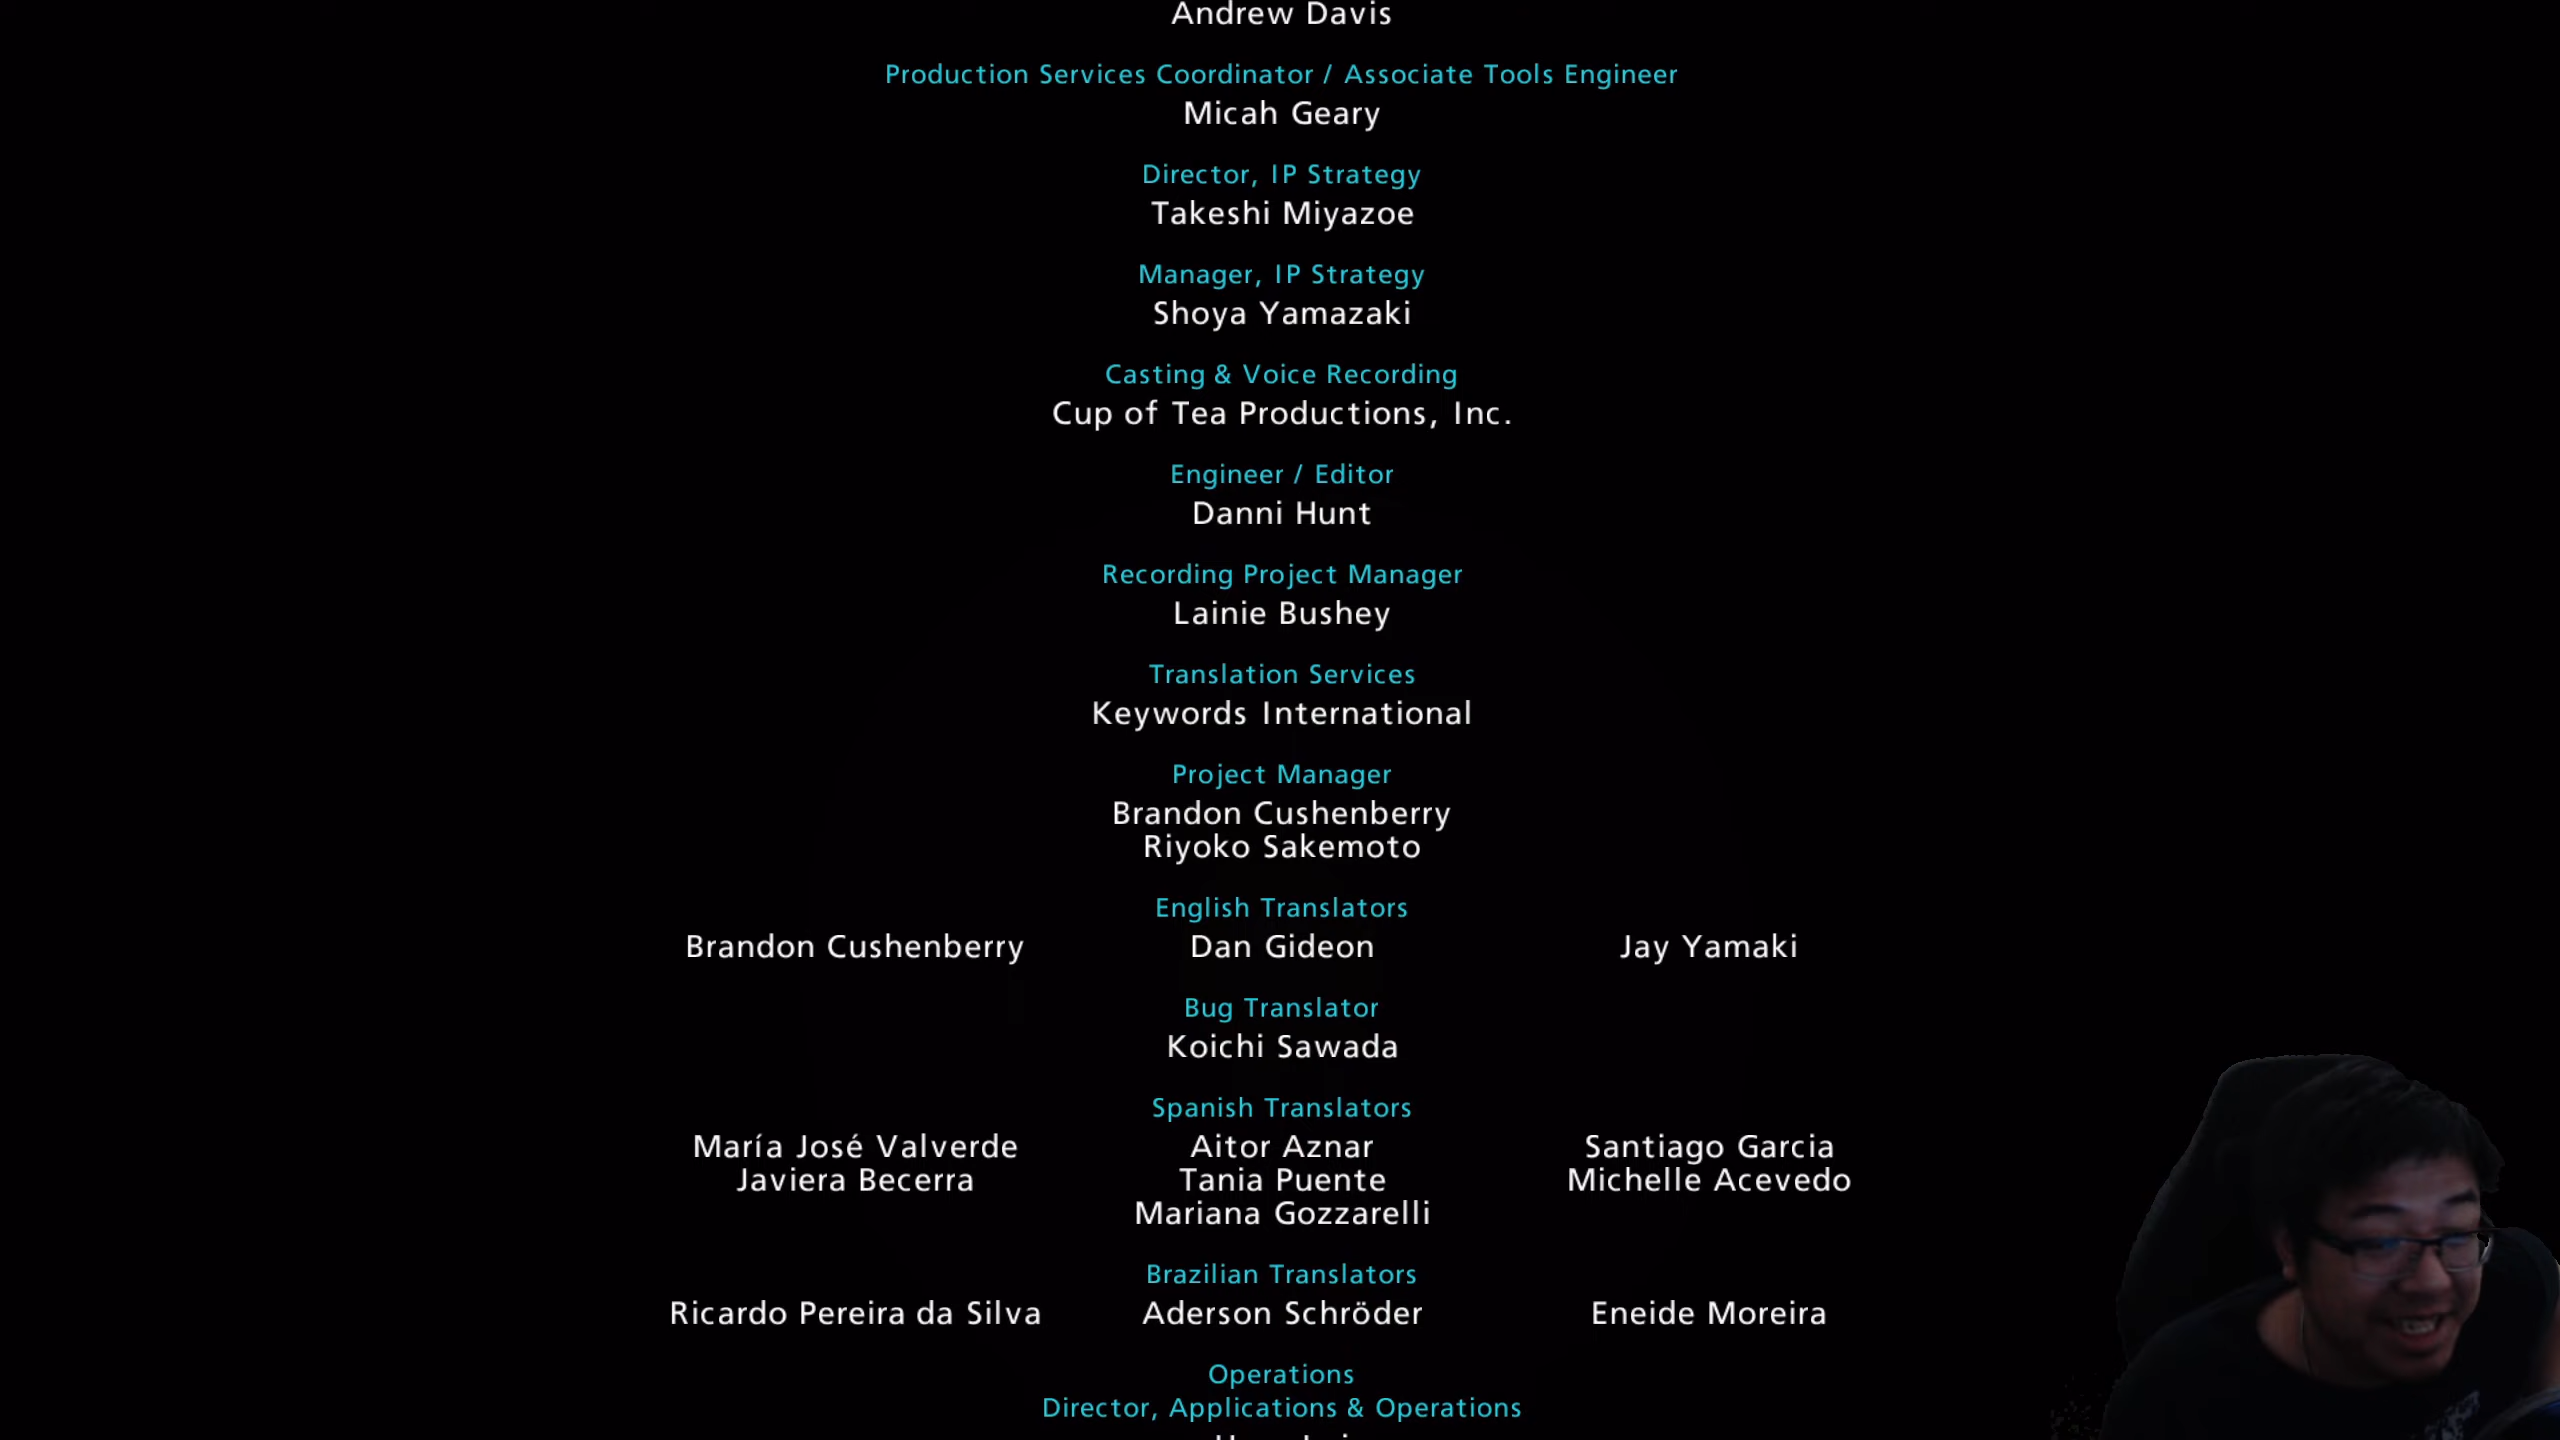 Andrew Davis
Production Services Coordinator / Associate Tools Engineer
Micah Geary
Director, IP Strategy
Takeshi Miyazoe
Manager, IP Strategy
Shoya Yamazaki
Casting & Voice Recording
Cup of Tea Productions, Inc.
Engineer / Editor
Danni Hunt
Recording Project Manager
Lainie Bushey
Translation Services
Keywords International
Project Manager
Brandon Cushenberry
Riyoko Sakemoto
English Translators
Brandon Cushenberry Dan Gideon Jay Yamaki
Bug Translator
Koichi Sawada
Spanish Translators
María José Valverde Aitor Aznar Santiago Garcia
Javiera Becerra Tania Puente Michelle Acevedo
Mariana Gozzarelli
Brazilian Translators
Ricardo Pereira da Silva Aderson Schröder Eneide Moreira
Operations
Director, Applications & Operations